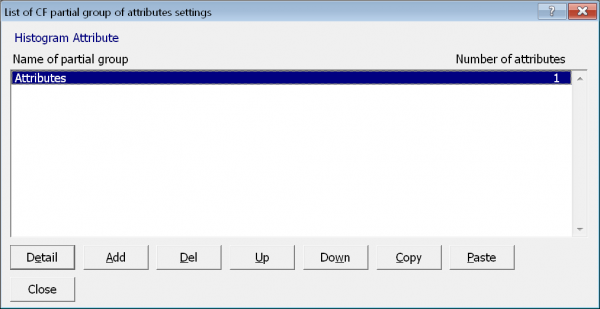 List of CF partial group of attributes settings
Histogram Attribute
Name of partial group Number of attributes
Attributes 1
Detail Add Del Up Down Copy Paste
Close